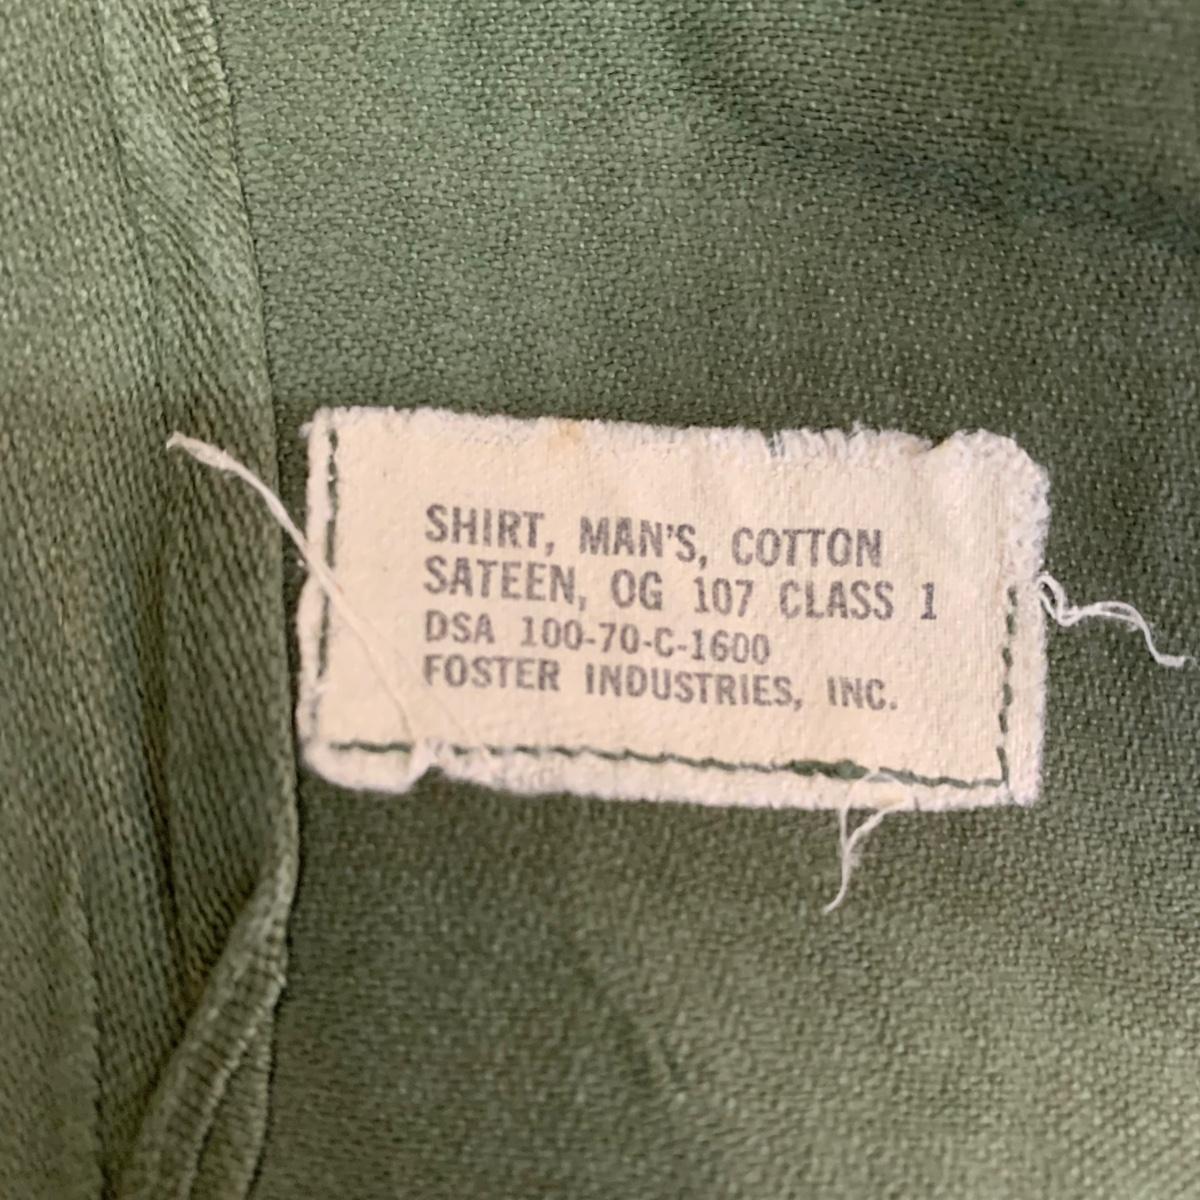 SHIRT, MAN'S, COTTON
SATEEN, OG 107 CLASS 1
DSA 100-70-C-1600
FOSTER INDUSTRIES, INC.